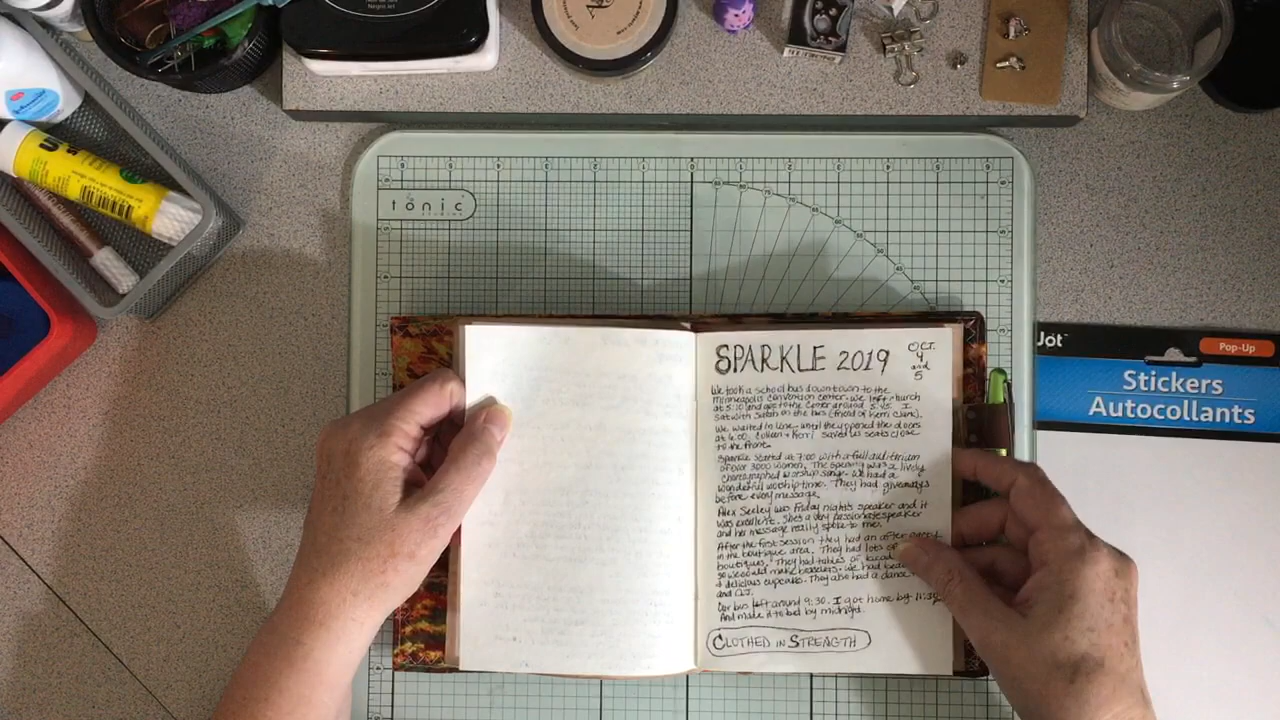 tonic
studios
Jot
Pop-Up
Stickers
Autocollants
SPARKLE 2019
OCT.
4
and
5
We took a school bus downtown to the
Minneapolis Convention center. We left church
at 5:10 and got to the Center around 5:45. I
sat with Sarah on the bus (friend of Kerri Clark).
We waited in line until they opened the doors
at 6:00. Colleen + Kerri saved us seats close
to the front.
Sparkle started at 7:00 with a full auditorium
of over 3000 women. The opening was a lively
choreographed worship song. We had a
wonderful worship time. They had giveaways
before every message.
Alex Seeley was Friday night's speaker and it
was excellent. She's a very passionate speaker
and her message really spoke to me.
After the first session they had an after party
in the boutique area. They had lots of
boutiques. They had tables of
so we could make bracelets. We had
+ delicious cupcakes. They also had a dance
and DJ.
Our bus left around 9:30. I got home by
And made it to bed by midnight.
CLOTHED IN STRENGTH